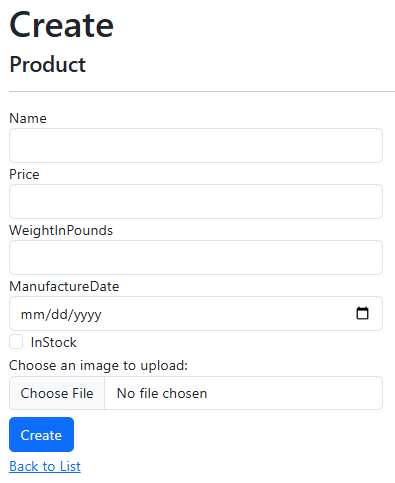 Create
Product
Name
Price
WeightInPounds
ManufactureDate
mm/dd/yyyy
InStock
Choose an image to upload:
Choose File No file chosen
Create
Back to List